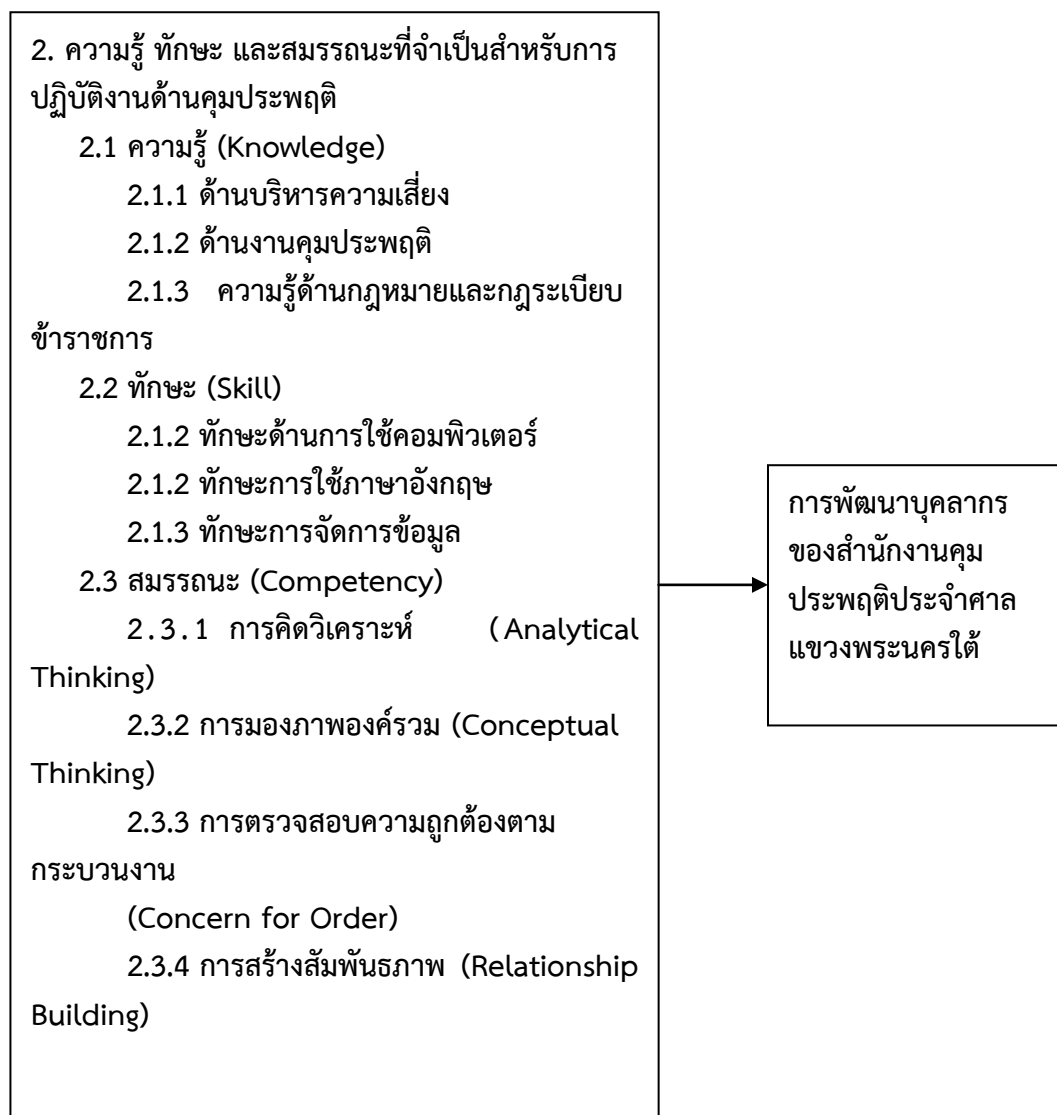 2. ความรู้ ทักษะ และสมรรถนะที่จำเป็นสำหรับการ
ปฏิบัติงานด้านคุมประพฤติ
2.1 ความรู้ (Knowledge)
2.1.1 ด้านบริหารความเสี่ยง
2.1.2 ด้านงานคุมประพฤติ
2.1.3 ความรู้ด้านกฎหมายและกฎระเบียบ
ข้าราชการ
2.2 ทักษะ (Skill)
2.1.2 ทักษะด้านการใช้คอมพิวเตอร์
2.1.2 ทักษะการใช้ภาษาอังกฤษ
2.1.3 ทักษะการจัดการข้อมูล
2.3 สมรรถนะ (Competency)
2.3.1 การคิดวิเคราะห์ (Analytical
Thinking)
2.3.2 การมองภาพองค์รวม (Conceptual
Thinking)
2.3.3 การตรวจสอบความถูกต้องตาม
กระบวนงาน
(Concern for Order)
2.3.4 การสร้างสัมพันธภาพ (Relationship
Building)
การพัฒนาบุคลากร
ของสำนักงานคุม
ประพฤติประจำศาล
แขวงพระนครใต้